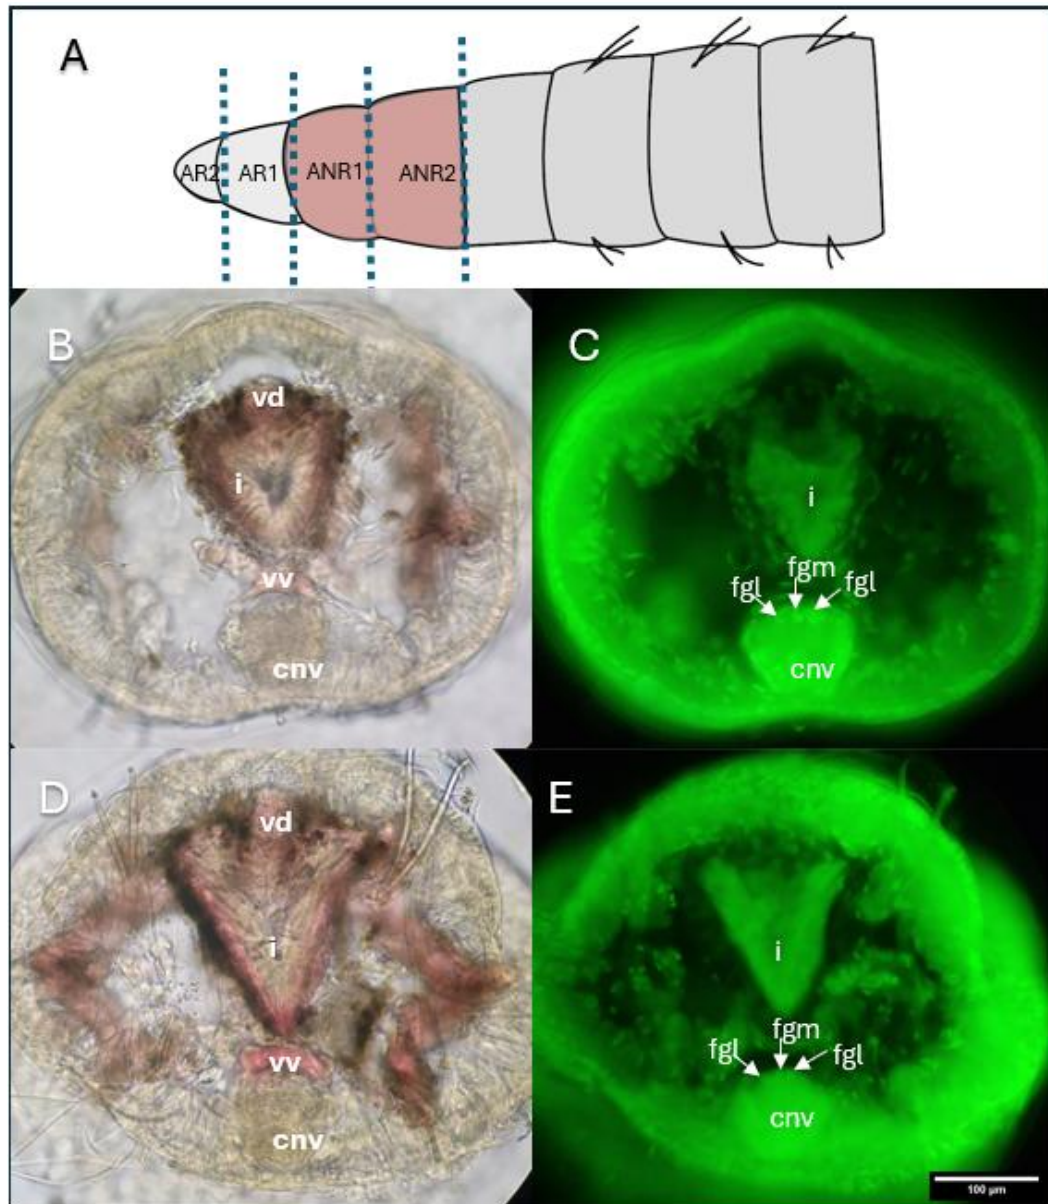 A
AR2 AR1 ANR1 ANR2
B
vd
i
vv
cnv
C
i
fgm
fgl fgl
cnv
D
vd
i
vv
cnv
E
i
fgm
fgl fgl
cnv
100 µm